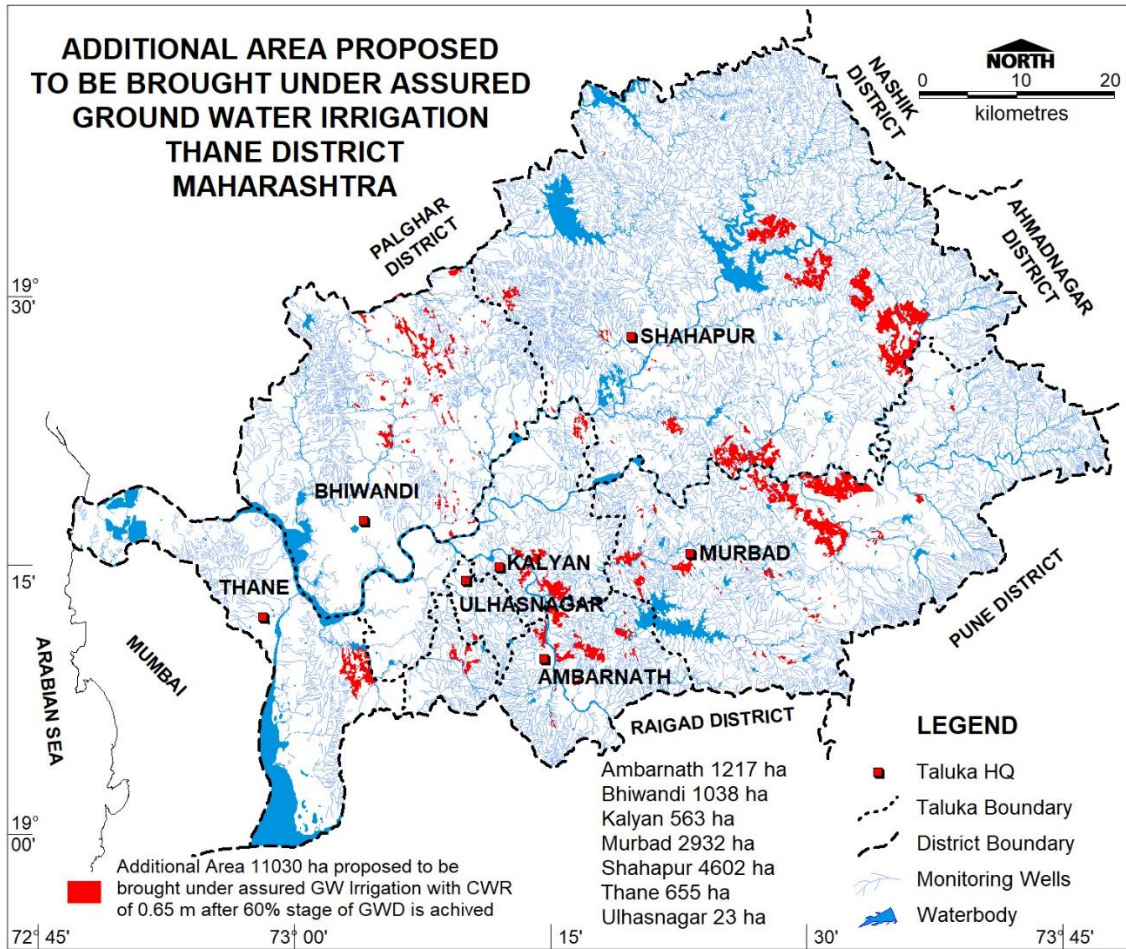 ADDITIONAL AREA PROPOSED
TO BE BROUGHT UNDER ASSURED
GROUND WATER IRRIGATION
THANE DISTRICT
MAHARASHTRA
NORTH
0 10 20
kilometres
NASHIK
DISTRICT
AHMADNAGAR
DISTRICT
PALGHAR
DISTRICT
19°
30'
SHAHAPUR
BHIWANDI
KALYAN
MURBAD
15'
THANE
ULHASNAGAR
AMBARNATH
PUNE DISTRICT
MUMBAI
ARABIAN SEA
RAIGAD DISTRICT
19°
00'
Ambarnath 1217 ha
Bhiwandi 1038 ha
Kalyan 563 ha
Murbad 2932 ha
Shahapur 4602 ha
Thane 655 ha
Ulhasnagar 23 ha
LEGEND
Taluka HQ
Taluka Boundary
District Boundary
Monitoring Wells
Waterbody
Additional Area 11030 ha proposed to be
brought under assured GW Irrigation with CWR
of 0.65 m after 60% stage of GWD is achived
72° 45' 73° 00' 15' 30' 73° 45'